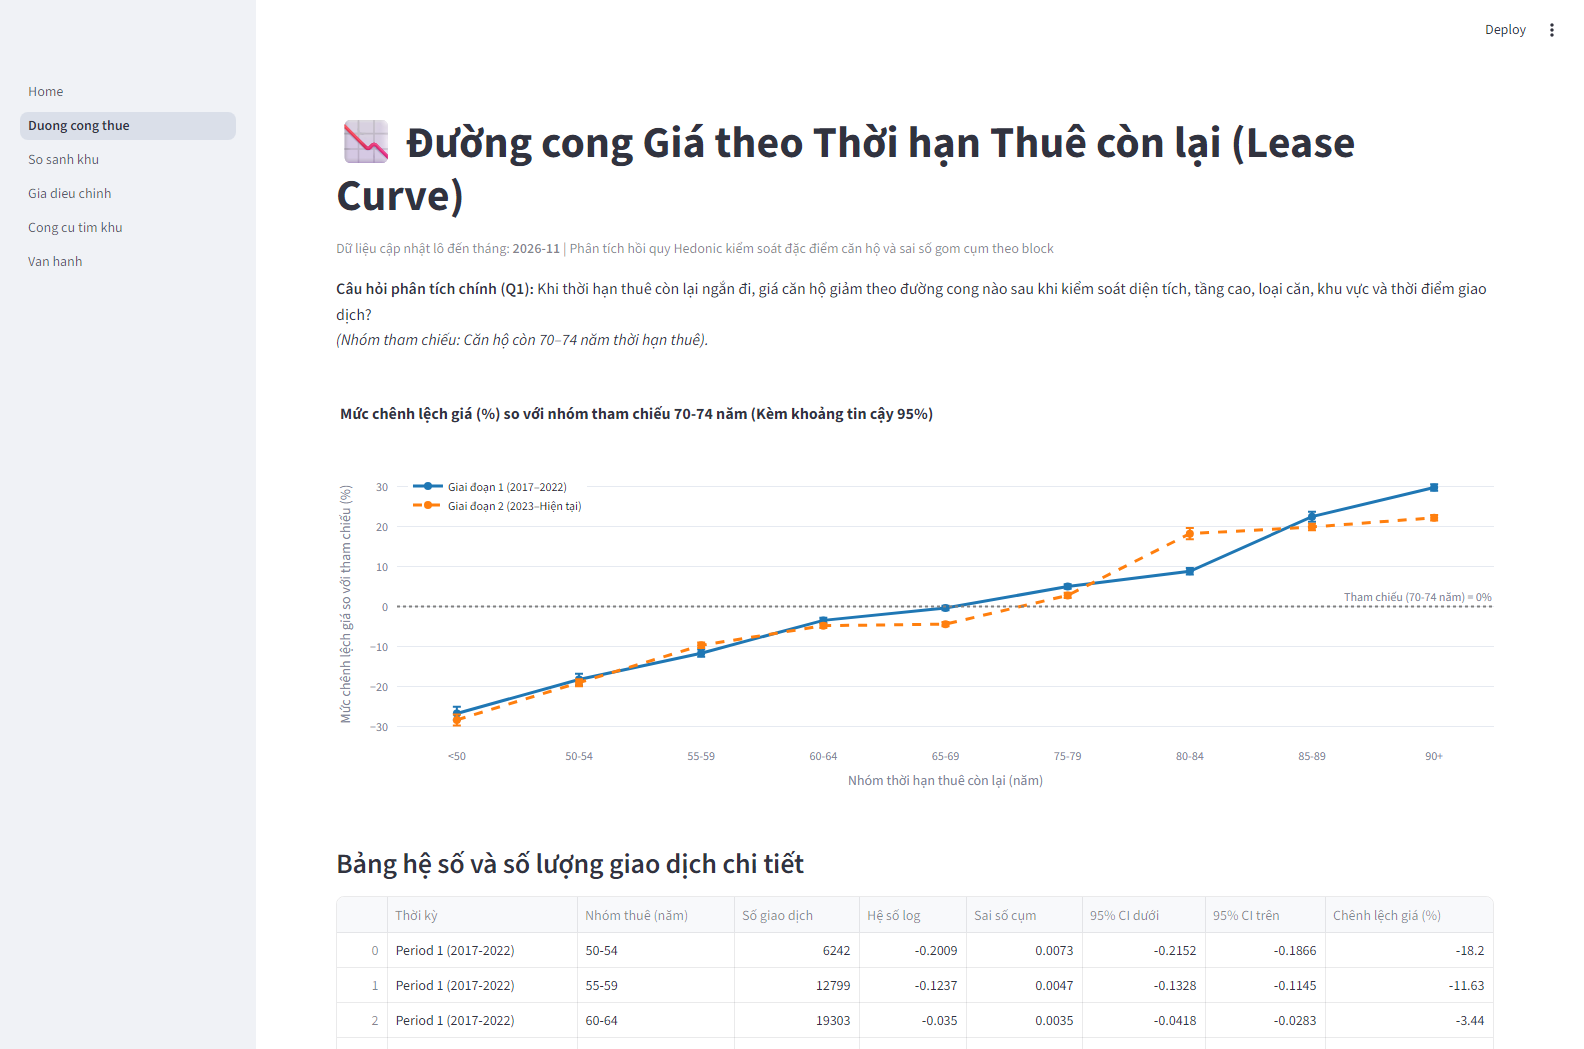 Deploy
Home
Duong cong thue
So sanh khu
Gia dieu chinh
Cong cu tim khu
Van hanh
Đường cong Giá theo Thời hạn Thuê còn lại (Lease
Curve)
Dữ liệu cập nhật lô đến tháng: 2026-11 | Phân tích hồi quy Hedonic kiểm soát đặc điểm căn hộ và sai số gom cụm theo block
Câu hỏi phân tích chính (Q1): Khi thời hạn thuê còn lại ngắn đi, giá căn hộ giảm theo đường cong nào sau khi kiểm soát diện tích, tầng cao, loại căn, khu vực và thời điểm giao
dịch?
(Nhóm tham chiếu: Căn hộ còn 70–74 năm thời hạn thuê).
Mức chênh lệch giá (%) so với nhóm tham chiếu 70-74 năm (Kèm khoảng tin cậy 95%)
Mức chênh lệch giá so với tham chiếu (%)
30
20
10
0
−10
−20
−30
Giai đoạn 1 (2017–2022)
Giai đoạn 2 (2023–Hiện tại)
Tham chiếu (70-74 năm) = 0%
<50 50-54 55-59 60-64 65-69 75-79 80-84 85-89 90+
Nhóm thời hạn thuê còn lại (năm)
Bảng hệ số và số lượng giao dịch chi tiết
Thời kỳ Nhóm thuê (năm) Số giao dịch Hệ số log Sai số cụm 95% CI dưới 95% CI trên Chênh lệch giá (%)
0 Period 1 (2017-2022) 50-54 6242 -0.2009 0.0073 -0.2152 -0.1866 -18.2
1 Period 1 (2017-2022) 55-59 12799 -0.1237 0.0047 -0.1328 -0.1145 -11.63
2 Period 1 (2017-2022) 60-64 19303 -0.035 0.0035 -0.0418 -0.0283 -3.44